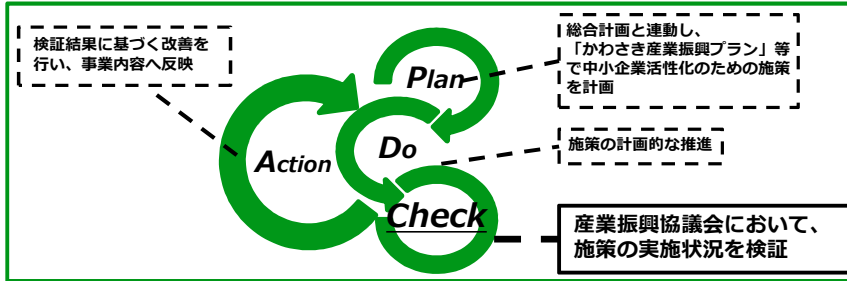 検証結果に基づく改善を
行い、事業内容へ反映
総合計画と連動し、
「かわさき産業振興プラン」等
で中小企業活性化のための施策
を計画
Plan
Do
施策の計画的な推進
Action
Check
産業振興協議会において、
施策の実施状況を検証